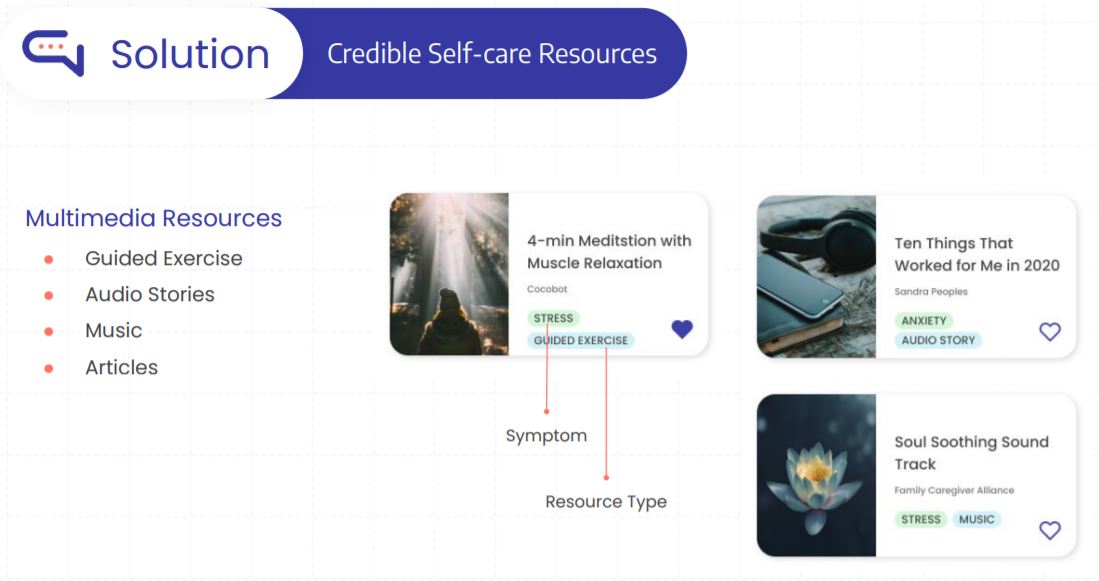 Solution
Credible Self-care Resources
Multimedia Resources
Guided Exercise
Audio Stories
Music
Articles
4-min Meditstion with
Muscle Relaxation
Cocobot
STRESS
GUIDED EXERCISE
Symptom
Resource Type
Ten Things That
Worked for Me in 2020
Sandra Peoples
ANXIETY
AUDIO STORY
Soul Soothing Sound
Track
Family Caregiver Alliance
STRESS MUSIC